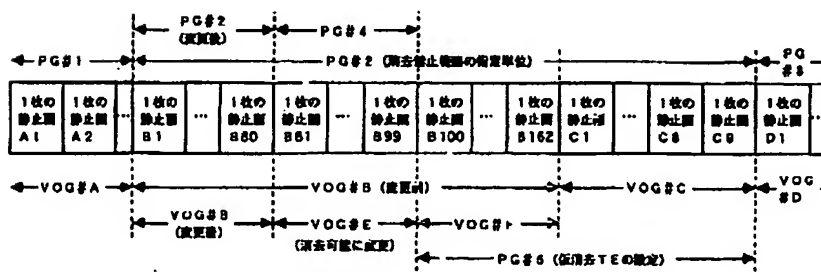 PG#2
(変更後)
PG#4
PG#1
PG#2 (消去禁止範囲の指定単位)
PG
#3
1枚の
静止画
A1
1枚の
静止画
A2
...
1枚の
静止画
B1
...
1枚の
静止画
B60
1枚の
静止画
B61
...
1枚の
静止画
B99
1枚の
静止画
B100
...
1枚の
静止画
B162
1枚の
静止画
C1
...
1枚の
静止画
C8
1枚の
静止画
C9
1枚の
静止画
D1
...
VOG#A
VOG#B (変更前)
VOG#C
VOG
#D
VOG#B
(変更後)
VOG#E
(消去可能に変更)
VOG#F
PG#5 (仮消去TEの設定)